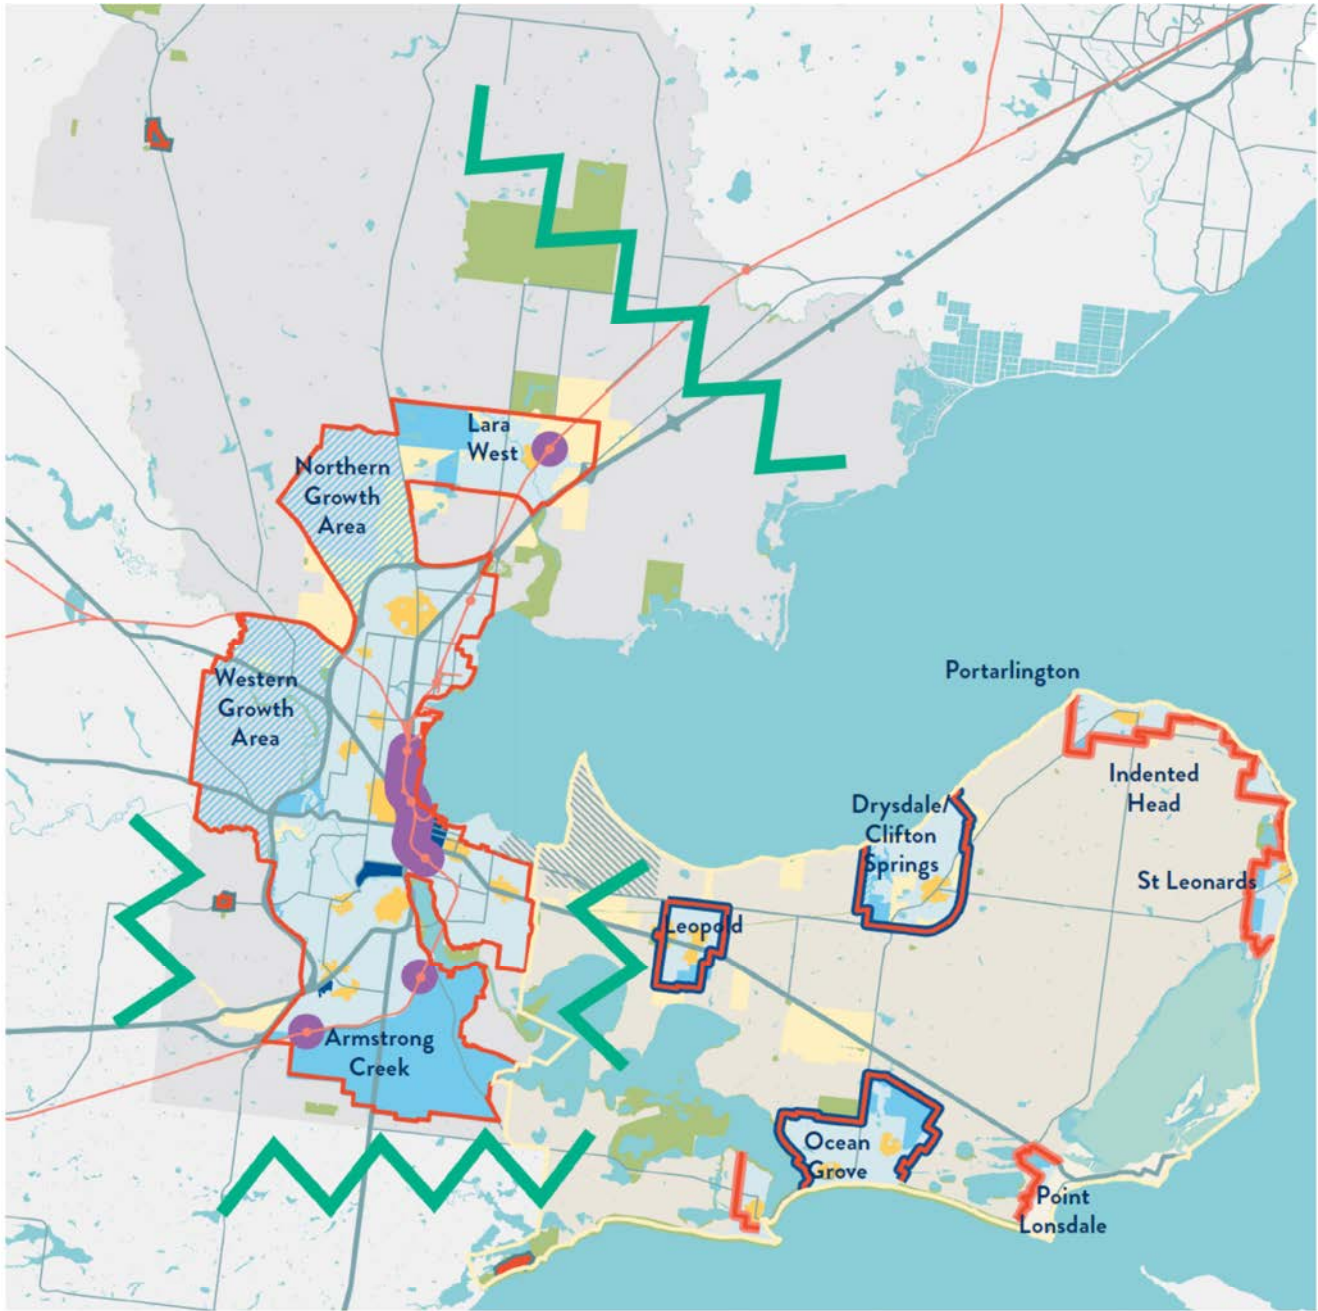 Lara
West
Northern
Growth
Area
Western
Growth
Area
Portarlington
Indented
Head
Drysdale/
Clifton
Springs
St Leonards
Leopold
Armstrong
Creek
Ocean
Grove
Point
Lonsdale